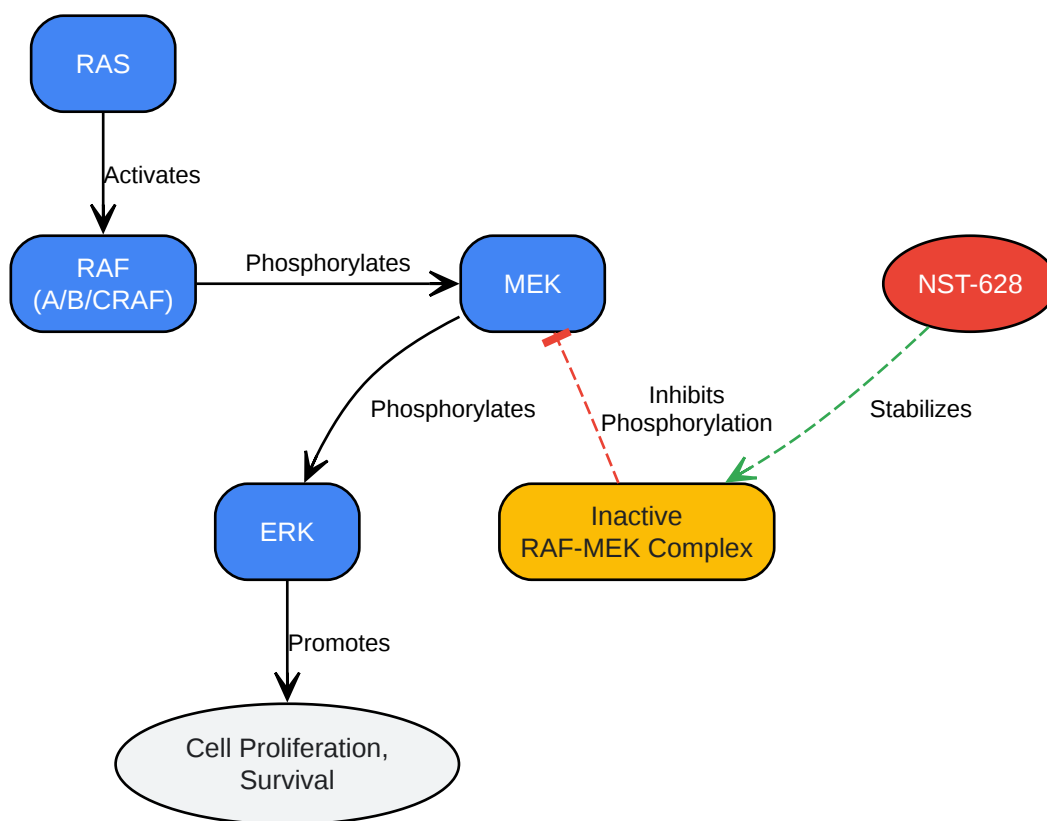 RAS
Activates
RAF
(A/B/CRAF)
Phosphorylates
MEK
NST-628
Phosphorylates
Inhibits
Phosphorylation
Stabilizes
ERK
Inactive
RAF-MEK Complex
Promotes
Cell Proliferation,
Survival